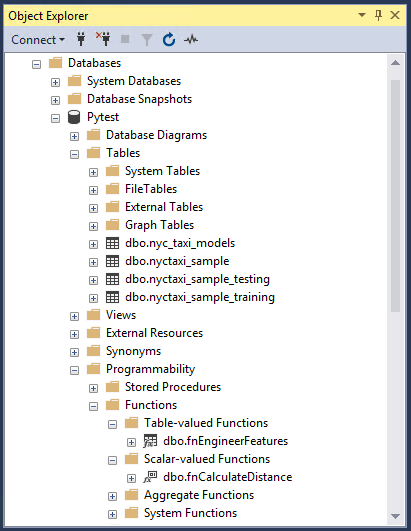 Object Explorer
Connect
Databases
System Databases
Database Snapshots
Pytest
Database Diagrams
Tables
System Tables
FileTables
External Tables
Graph Tables
dbo.nyc_taxi_models
dbo.nyctaxi_sample
dbo.nyctaxi_sample_testing
dbo.nyctaxi_sample_training
Views
External Resources
Synonyms
Programmability
Stored Procedures
Functions
Table-valued Functions
dbo.fnEngineerFeatures
Scalar-valued Functions
dbo.fnCalculateDistance
Aggregate Functions
System Functions